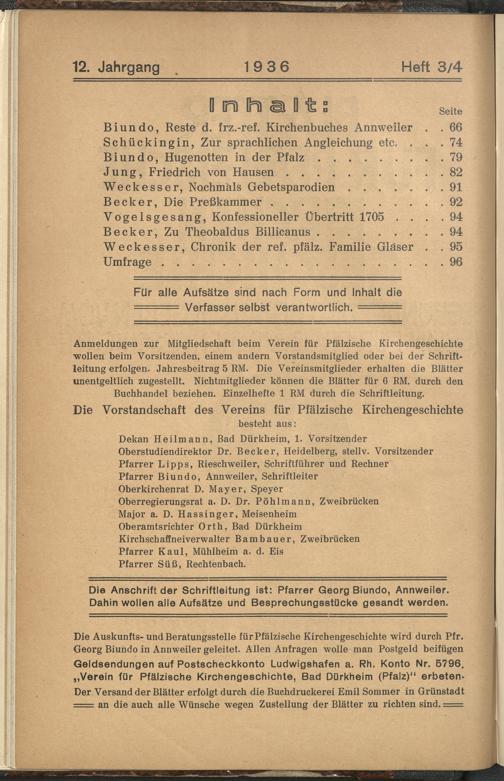 12. Jahrgang 1936 Heft 3/4
Inhalt:
Seite
Biundo, Reste d. frz.-ref. Kirchenbuches Annweiler . . 66
Schückingin, Zur sprachlichen Angleichung etc. . . . 74
Biundo, Hugenotten in der Pfalz . . . . . . . . . 79
Jung, Friedrich von Hausen . . . . . . . . . . . 82
Weckesser, Nochmals Gebetsparodien . . . . . . . 91
Becker, Die Preßkammer . . . . . . . . . . . . 92
Vogelsgesang, Konfessioneller Übertritt 1705 . . . . 94
Becker, Zu Theobaldus Billicanus . . . . . . . . . 94
Weckesser, Chronik der ref. pfälz. Familie Gläser . . 95
Umfrage . . . . . . . . . . . . . . . . . . . 96
Für alle Aufsätze sind nach Form und Inhalt die
Verfasser selbst verantwortlich.
Anmeldungen zur Mitgliedschaft beim Verein für Pfälzische Kirchengeschichte
wollen beim Vorsitzenden, einem andern Vorstandsmitglied oder bei der Schrift-
leitung erfolgen. Jahresbeitrag 5 RM. Die Vereinsmitglieder erhalten die Blätter
unentgeltlich zugestellt. Nichtmitglieder können die Blätter für 6 RM. durch den
Buchhandel beziehen. Einzelhefte 1 RM durch die Schriftleitung.
Die Vorstandschaft des Vereins für Pfälzische Kirchengeschichte
besteht aus:
Dekan Heilmann, Bad Dürkheim, 1. Vorsitzender
Oberstudiendirektor Dr. Becker, Heidelberg, stellv. Vorsitzender
Pfarrer Lipps, Rieschweiler, Schriftführer und Rechner
Pfarrer Biundo, Annweiler, Schriftleiter
Oberkirchenrat D. Mayer, Speyer
Oberregierungsrat a. D. Dr. Pöhlmann, Zweibrücken
Major a. D. Hassinger, Meisenheim
Oberamtsrichter Orth, Bad Dürkheim
Kirchschaffneiverwalter Bambauer, Zweibrücken
Pfarrer Kaul, Mühlheim a. d. Eis
Pfarrer Süß, Rechtenbach.
Die Anschrift der Schriftleitung ist: Pfarrer Georg Biundo, Annweiler.
Dahin wollen alle Aufsätze und Besprechungsstücke gesandt werden.
Die Auskunfts- und Beratungsstelle für Pfälzische Kirchengeschichte wird durch Pfr.
Georg Biundo in Annweiler geleitet. Allen Anfragen wolle man Postgeld beifügen
Geldsendungen auf Postscheckkonto Ludwigshafen a. Rh. Konto Nr. 5796,
„Verein für Pfälzische Kirchengeschichte, Bad Dürkheim (Pfalz)" erbeten.
Der Versand der Blätter erfolgt durch die Buchdruckerei Emil Sommer in Grünstadt
an die auch alle Wünsche wegen Zustellung der Blätter zu richten sind.